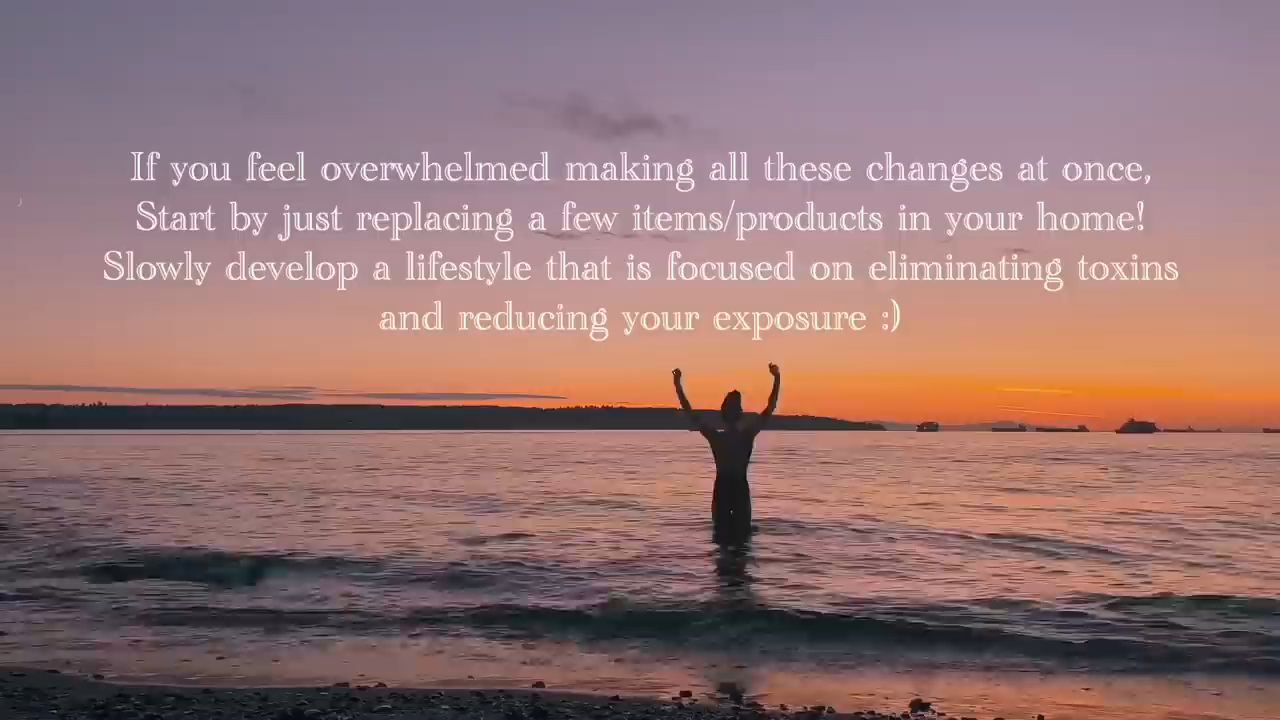 If you feel overwhelmed making all these changes at once,
Start by just replacing a few items/products in your home!
Slowly develop a lifestyle that is focused on eliminating toxins
and reducing your exposure :)